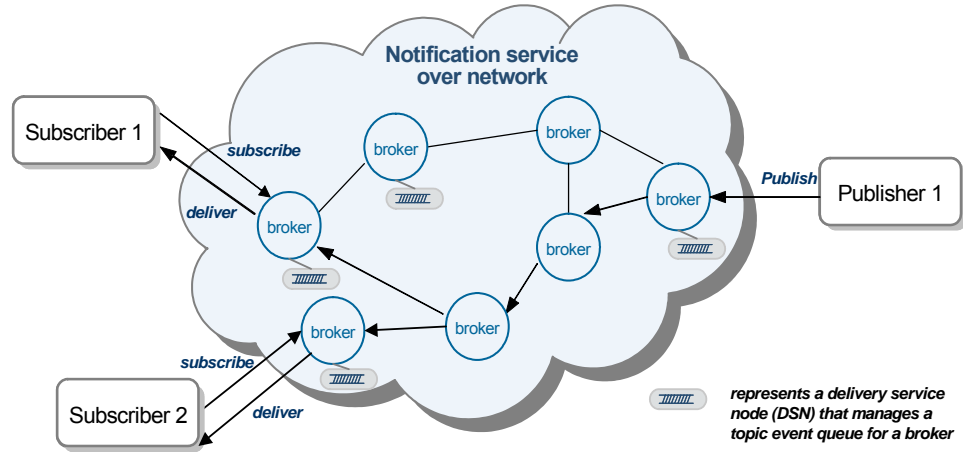 Notification service
over network
Subscriber 1
subscribe
deliver
broker
broker
broker
broker
Publish
Publisher 1
broker
broker
broker
subscribe
deliver
Subscriber 2
represents a delivery service
node (DSN) that manages a
topic event queue for a broker